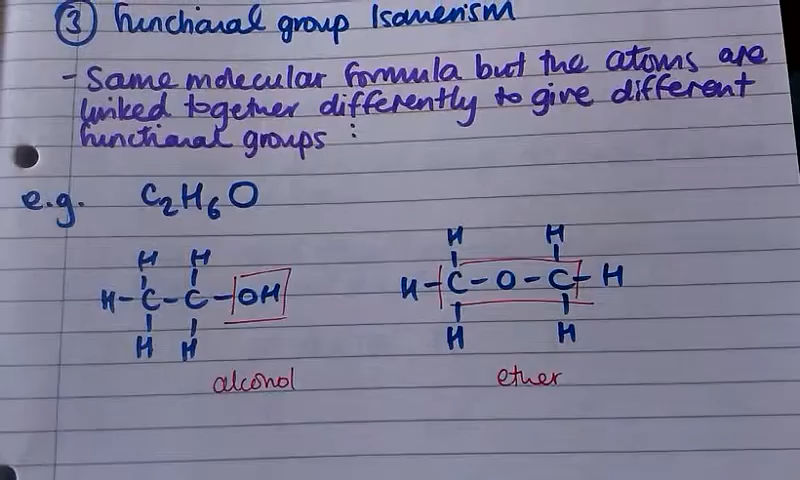 ③ Functional group Isomerism
- Same molecular formula but the atoms are
linked together differently to give different
functional groups :
e.g. C₂H₆O
H H H H
H-C-C-OH H-C-O-C-H
H H H H
alcohol ether